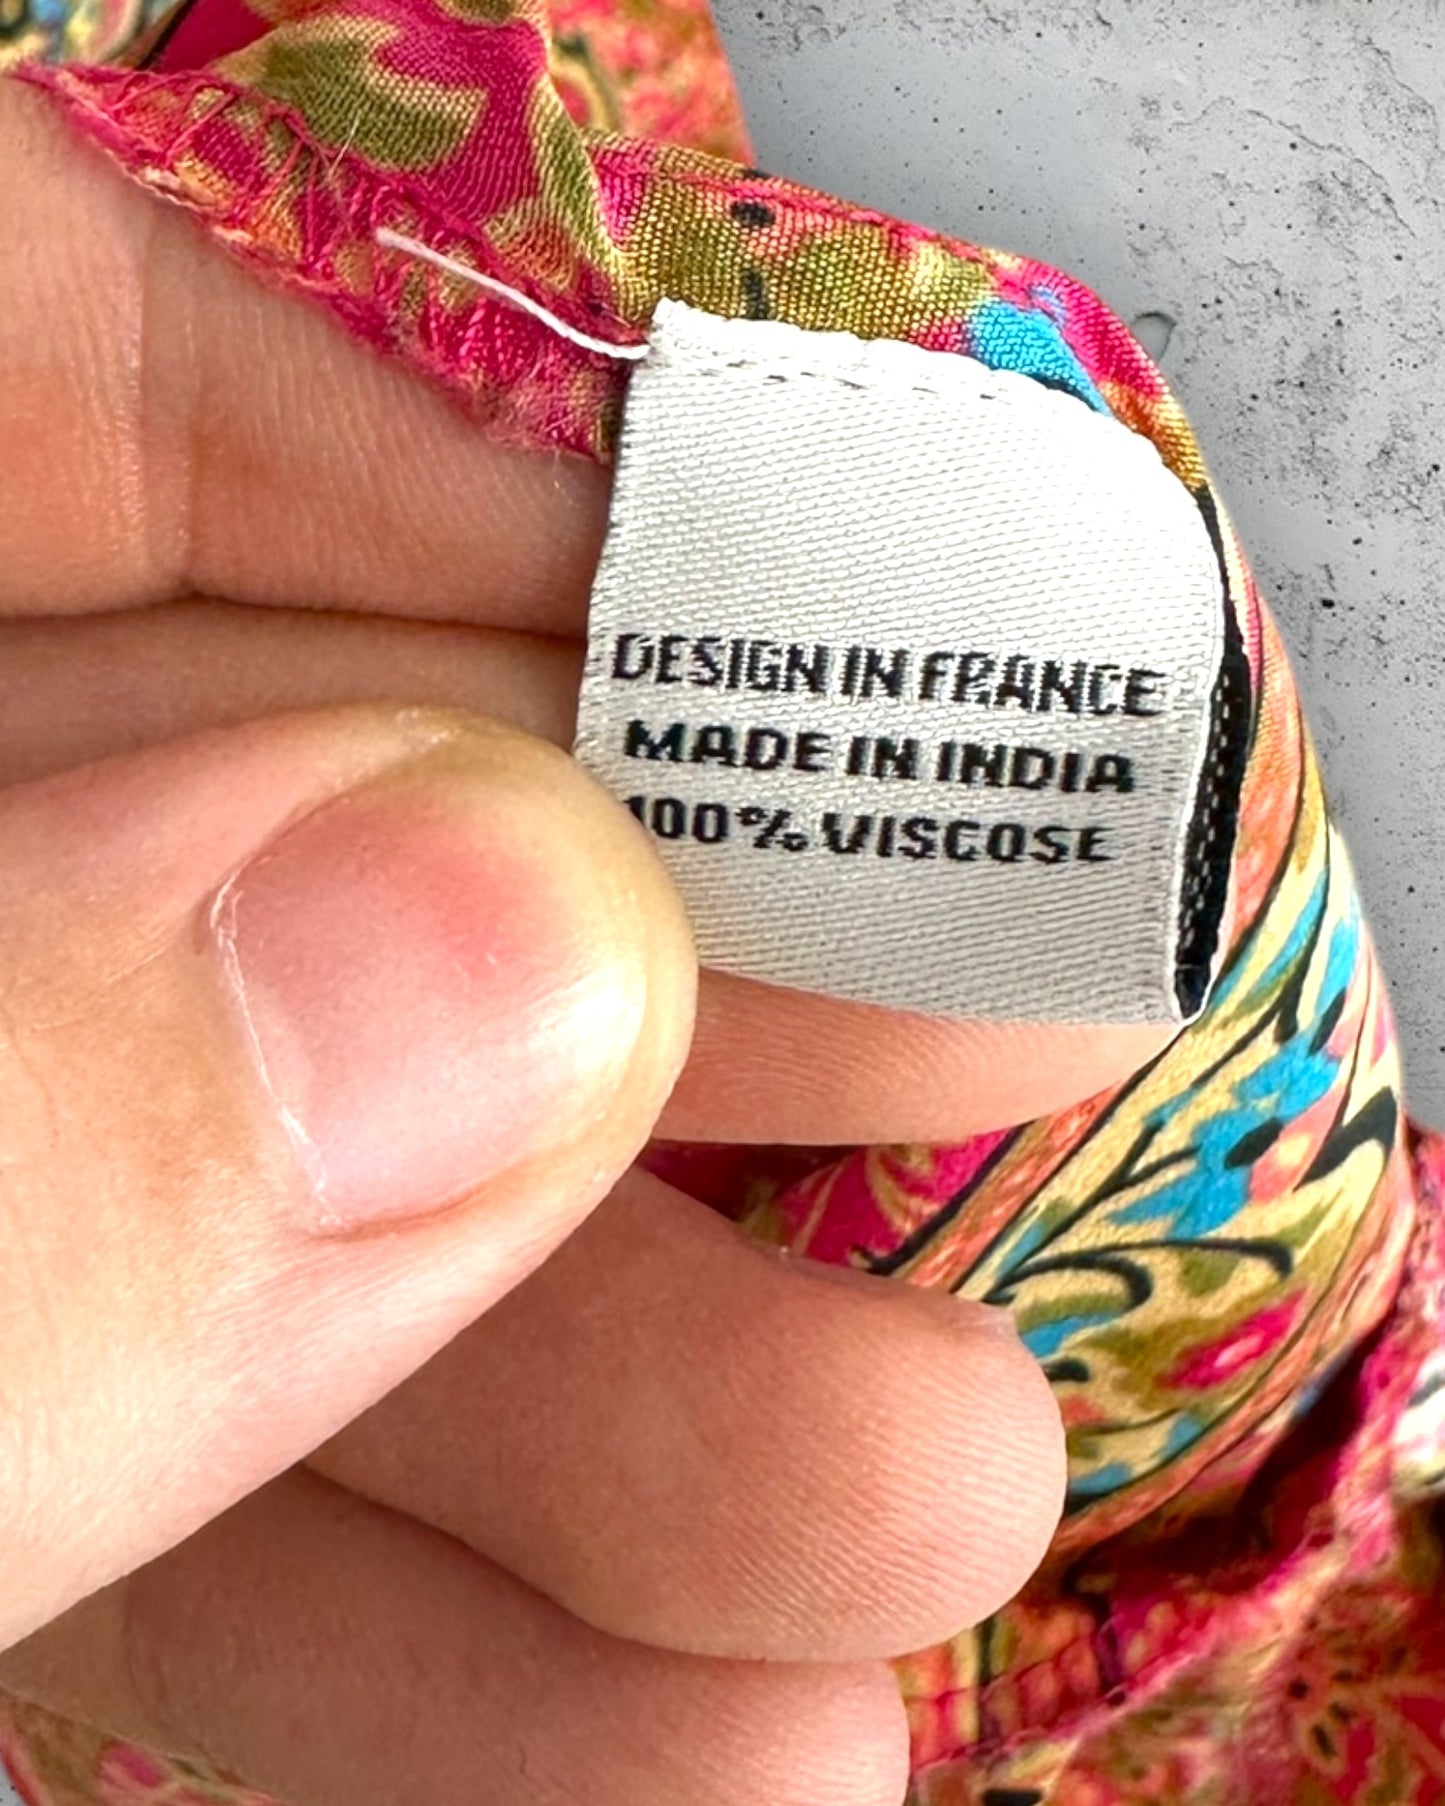 DESIGN IN FRANCE
MADE IN INDIA
100% VISCOSE